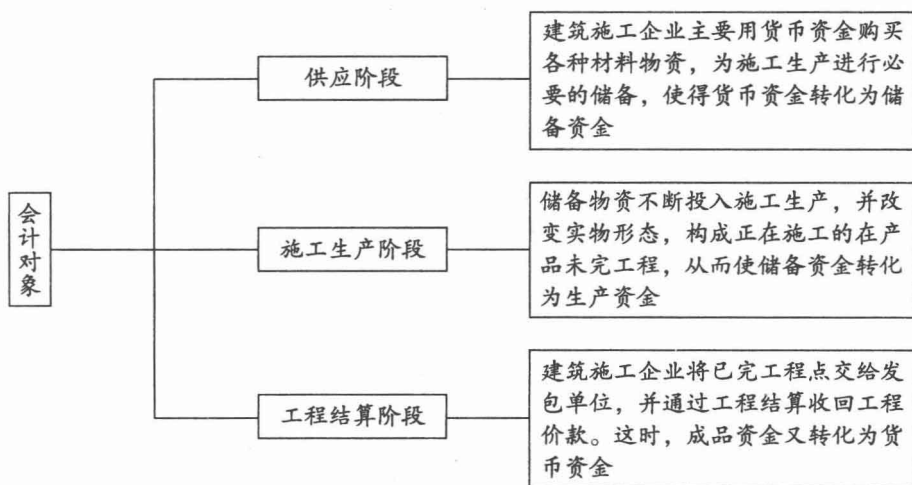 会计对象
供应阶段
建筑施工企业主要用货币资金购买
各种材料物资，为施工生产进行必
要的储备，使得货币资金转化为储
备资金
施工生产阶段
储备物资不断投入施工生产，并改
变实物形态，构成正在施工的在产
品未完工程，从而使储备资金转化
为生产资金
工程结算阶段
建筑施工企业将已完工程点交给发
包单位，并通过工程结算收回工程
价款。这时，成品资金又转化为货
币资金